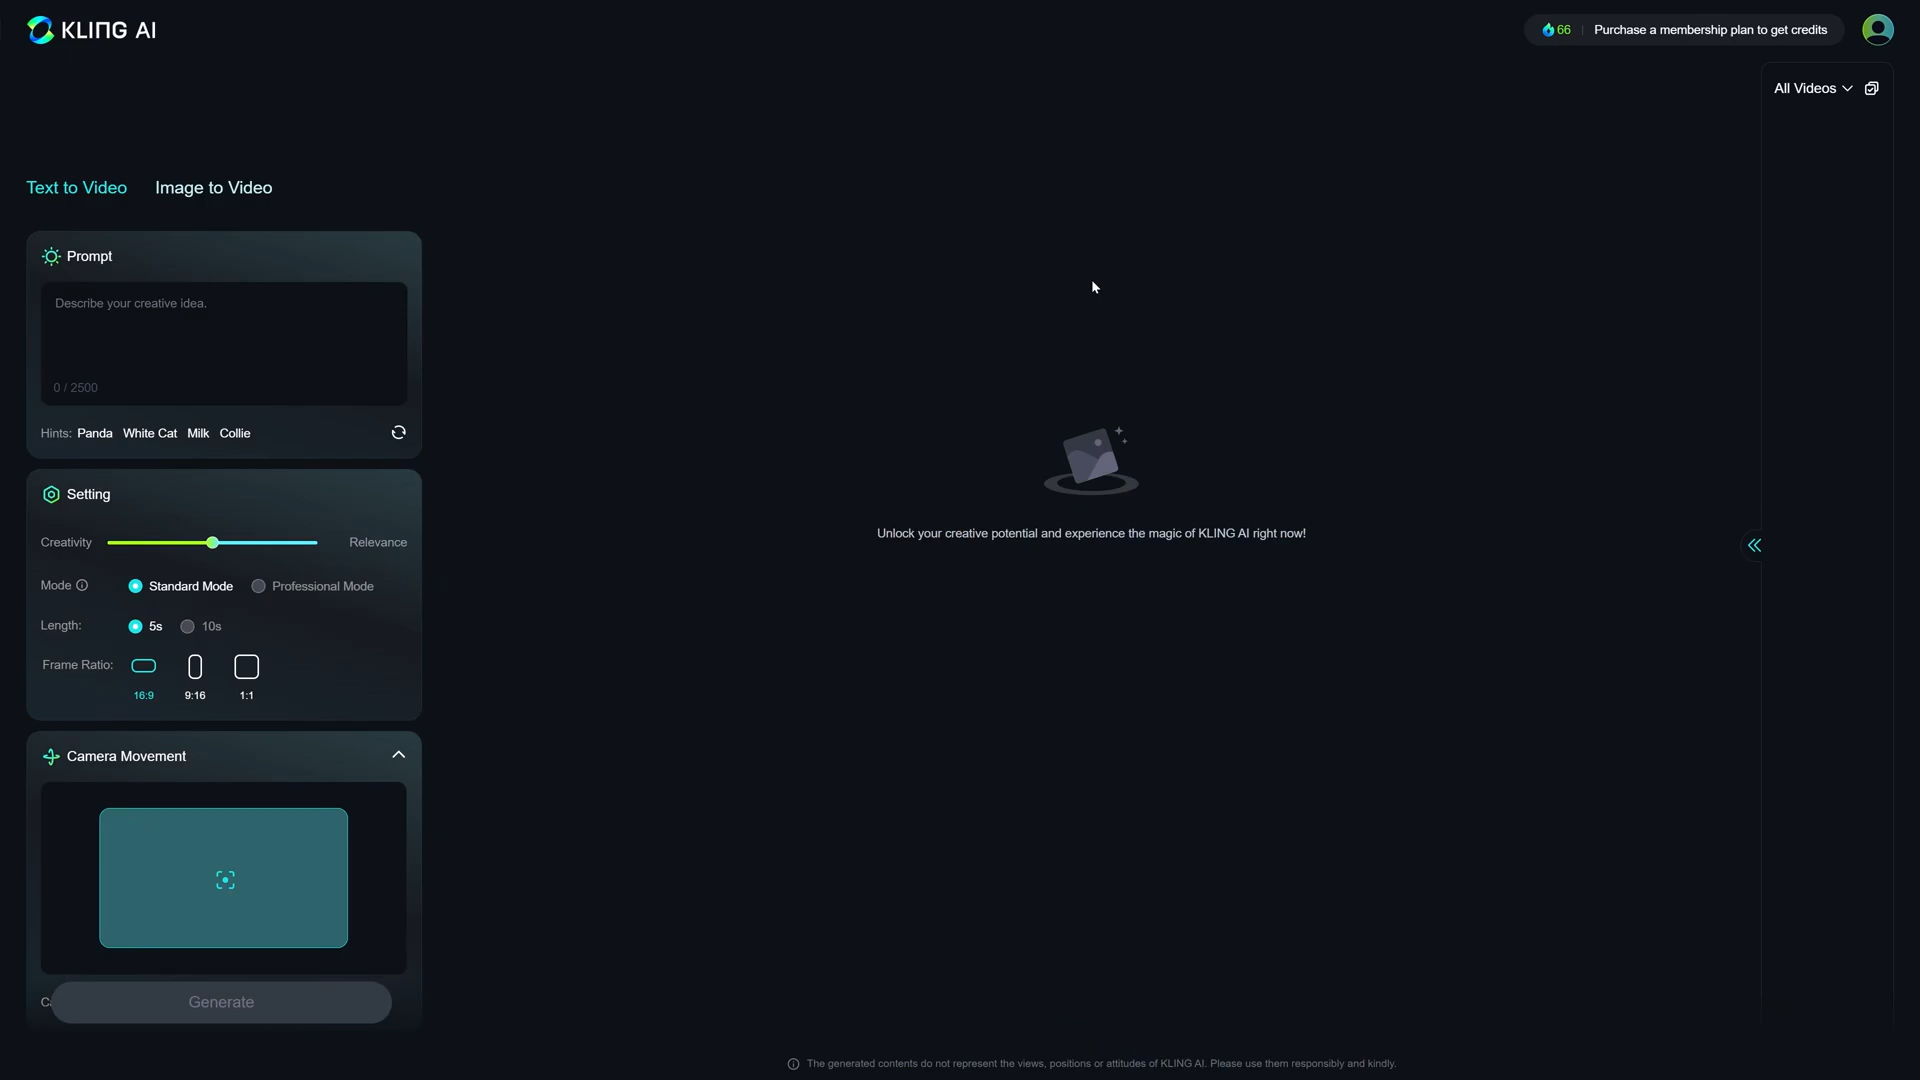 KLING AI
66 | Purchase a membership plan to get credits
All Videos
Text to Video Image to Video
Prompt
Describe your creative idea.
0 / 2500
Hints: Panda White Cat Milk Collie
Setting
Creativity Relevance
Mode Standard Mode Professional Mode
Length: 5s 10s
Frame Ratio:
16:9 9:16 1:1
Camera Movement
Unlock your creative potential and experience the magic of KLING AI right now!
Generate
The generated contents do not represent the views, positions or attitudes of KLING AI. Please use them responsibly and kindly.